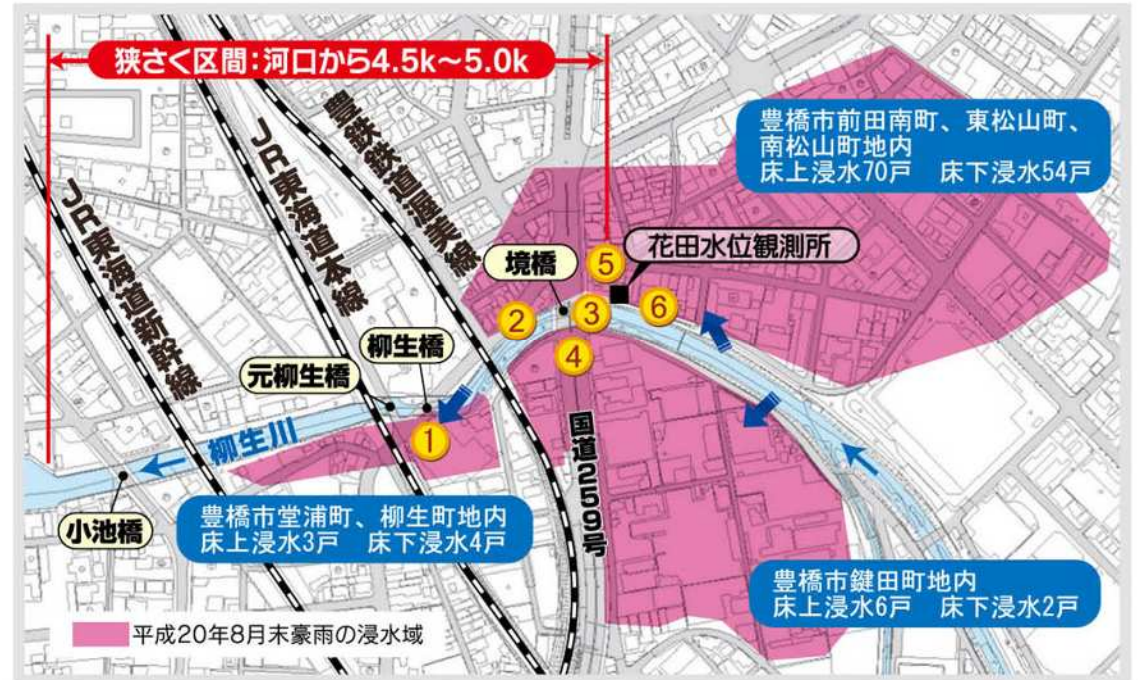 狭さく区間:河口から4.5k～5.0k
豊橋市前田南町、東松山町、
南松山町地内
床上浸水70戸　床下浸水54戸
JR東海道新幹線
JR東海道本線
豊鉄鉄道渥美線
境橋
⑤
花田水位観測所
②
③
⑥
④
柳生橋
元柳生橋
①
柳生川
小池橋
国道259号
豊橋市堂浦町、柳生町地内
床上浸水3戸　床下浸水4戸
豊橋市鍵田町地内
床上浸水6戸　床下浸水2戸
平成20年8月末豪雨の浸水域